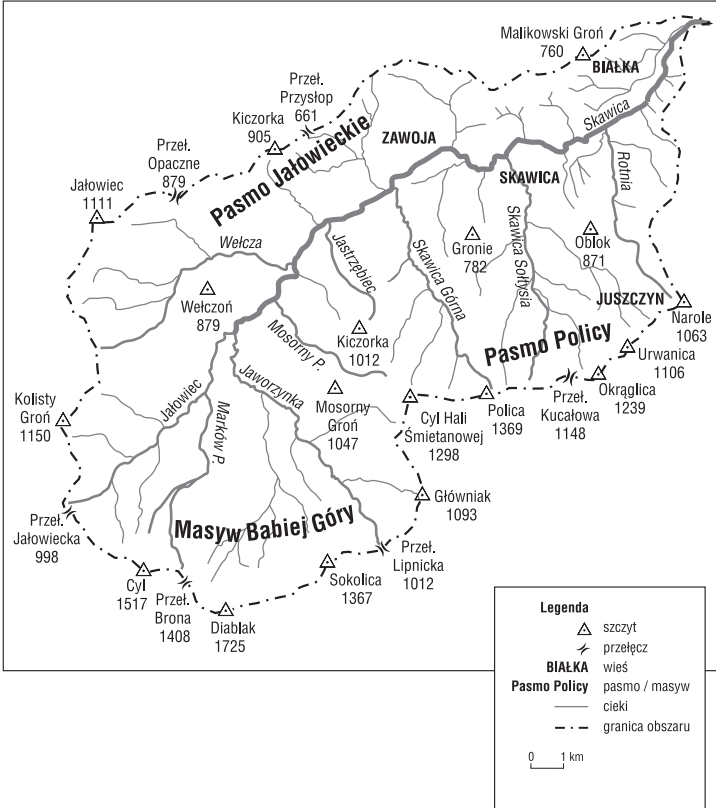 Malikowski Groń
760
BIAŁKA
Skawica
Przeł.
Przysłop
661
Kiczorka
905
ZAWOJA
Przeł.
Opaczne
879
Pasmo Jałowieckie
SKAWICA
Rotnia
Jałowiec
1111
Wełcza
Jastrzębiec
Skawica Górna
Gronie
782
Skawica Sołtysia
Oblok
871
Wełczoń
879
Kiczorka
1012
JUSZCZYN
Narole
1063
Mosorny P.
Pasmo Policy
Urwanica
1106
Jaworzynka
Jałowiec
Marków P.
Mosorny
Groń
1047
Cyl Hali
Śmietanowej
1298
Polica
1369
Przeł.
Kucałowa
1148
Okrąglica
1239
Kolisty
Groń
1150
Główniak
1093
Masyw Babiej Góry
Przeł.
Jałowiecka
998
Przeł.
Lipnicka
1012
Cyl
1517
Przeł.
Brona
1408
Diablak
1725
Sokolica
1367
Legenda
szczyt
przełęcz
BIAŁKA wieś
Pasmo Policy pasmo / masyw
cieki
granica obszaru
0 1 km